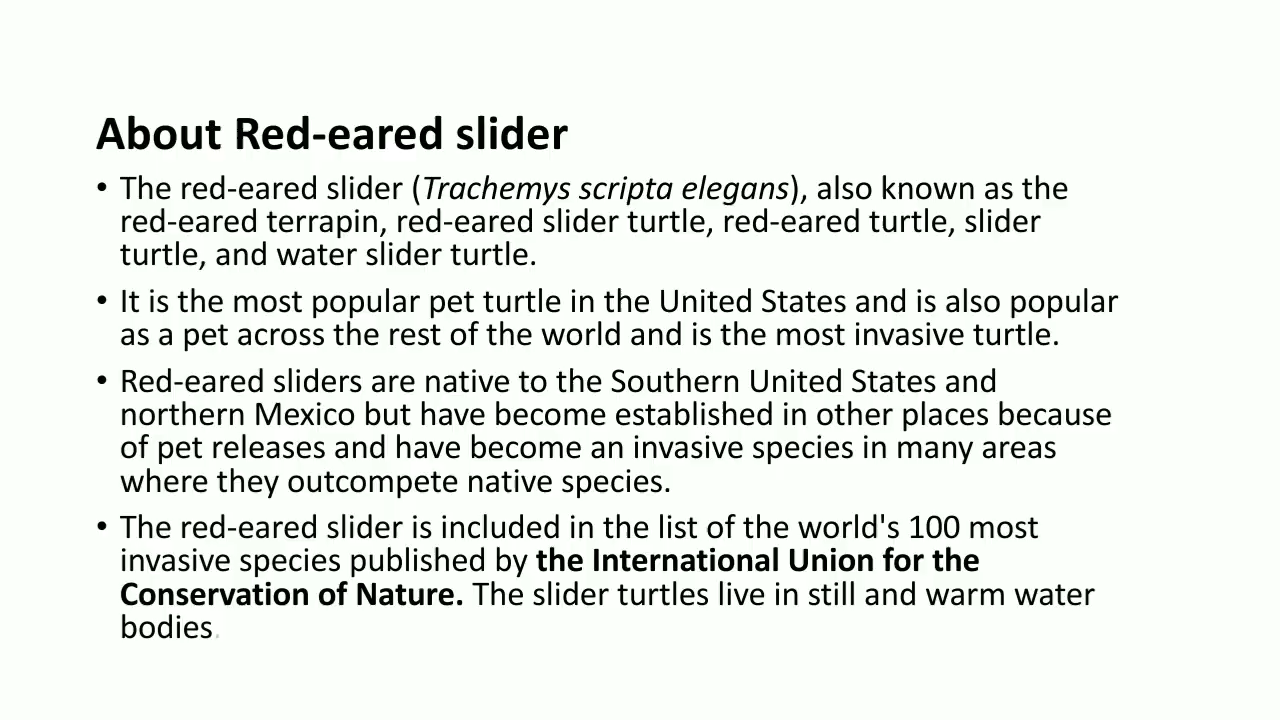 About Red-eared slider
• The red-eared slider (Trachemys scripta elegans), also known as the
red-eared terrapin, red-eared slider turtle, red-eared turtle, slider
turtle, and water slider turtle.
• It is the most popular pet turtle in the United States and is also popular
as a pet across the rest of the world and is the most invasive turtle.
• Red-eared sliders are native to the Southern United States and
northern Mexico but have become established in other places because
of pet releases and have become an invasive species in many areas
where they outcompete native species.
• The red-eared slider is included in the list of the world's 100 most
invasive species published by the International Union for the
Conservation of Nature. The slider turtles live in still and warm water
bodies.